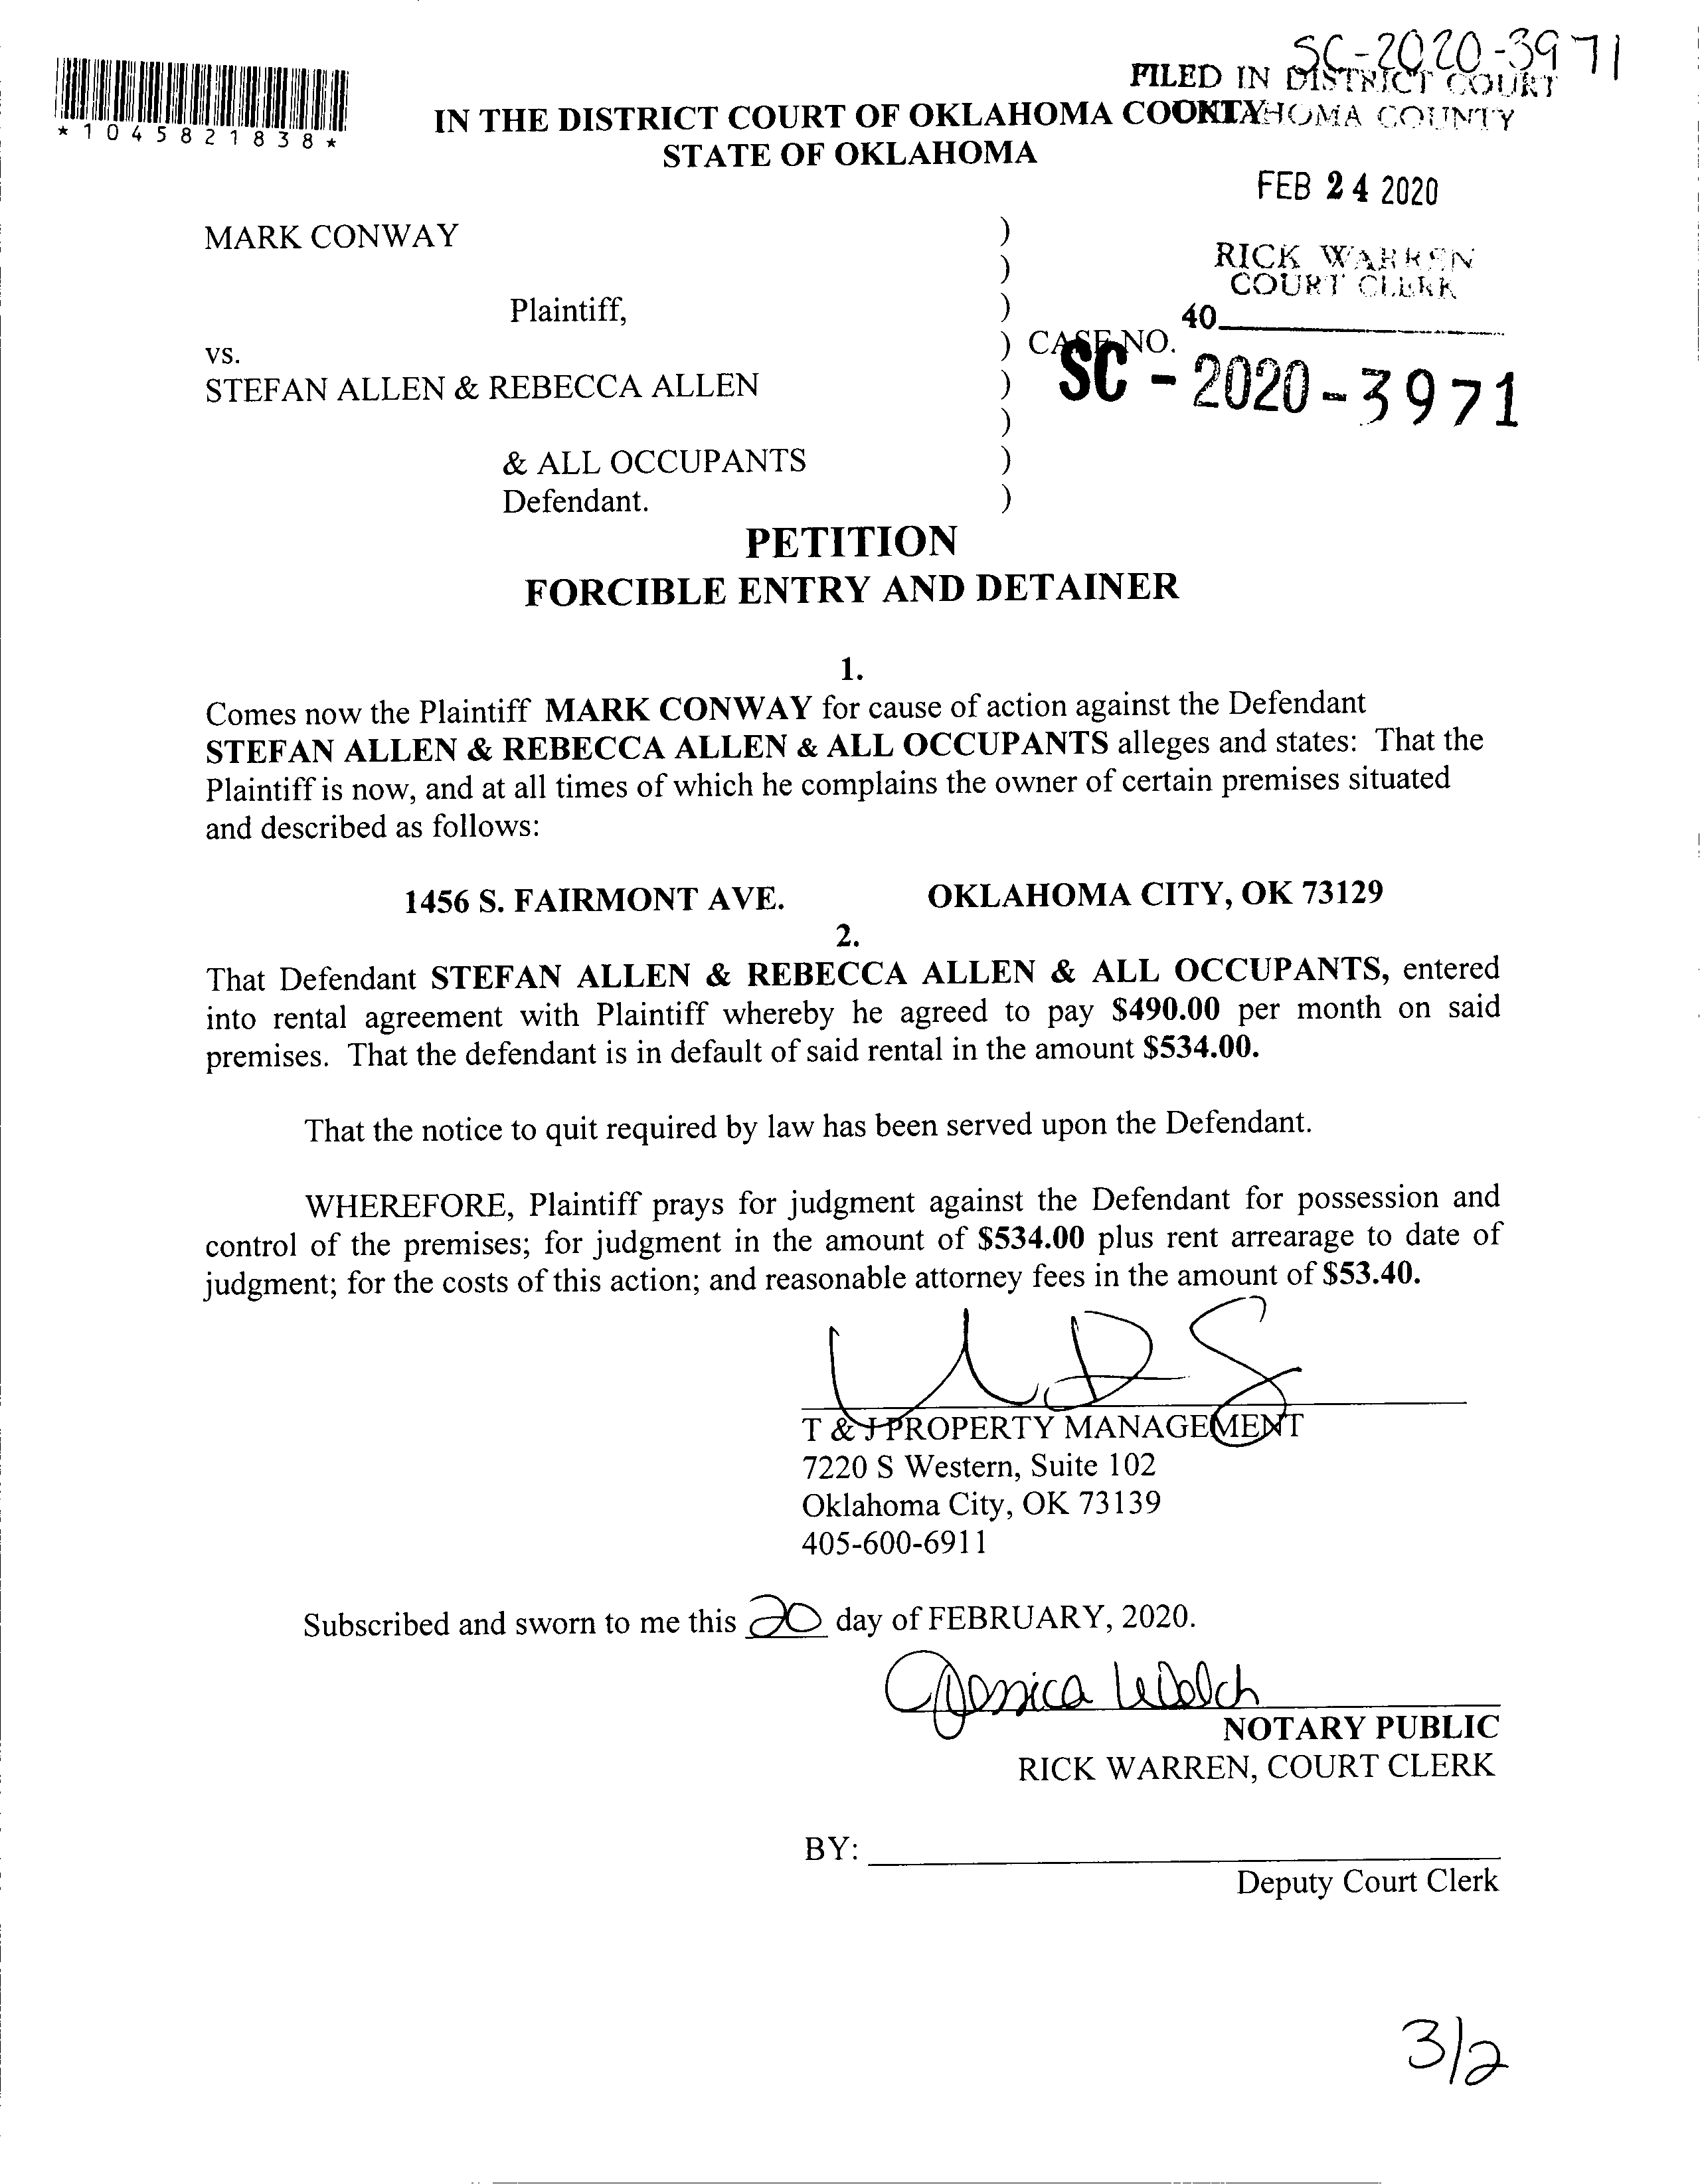 SC-2020-3971
FILED IN DISTRICT COURT
OKLAHOMA COUNTY
*1045821838*
IN THE DISTRICT COURT OF OKLAHOMA COUNTY
STATE OF OKLAHOMA
FEB 24 2020
MARK CONWAY )
)
RICK WARREN
COURT CLERK
Plaintiff, )
40
vs. ) CASE NO.
STEFAN ALLEN & REBECCA ALLEN )
SC-2020-3971
)
& ALL OCCUPANTS )
Defendant. )
PETITION
FORCIBLE ENTRY AND DETAINER
1.
Comes now the Plaintiff MARK CONWAY for cause of action against the Defendant
STEFAN ALLEN & REBECCA ALLEN & ALL OCCUPANTS alleges and states: That the
Plaintiff is now, and at all times of which he complains the owner of certain premises situated
and described as follows:
1456 S. FAIRMONT AVE. OKLAHOMA CITY, OK 73129
2.
That Defendant STEFAN ALLEN & REBECCA ALLEN & ALL OCCUPANTS, entered
into rental agreement with Plaintiff whereby he agreed to pay $490.00 per month on said
premises. That the defendant is in default of said rental in the amount $534.00.
That the notice to quit required by law has been served upon the Defendant.
WHEREFORE, Plaintiff prays for judgment against the Defendant for possession and
control of the premises; for judgment in the amount of $534.00 plus rent arrearage to date of
judgment; for the costs of this action; and reasonable attorney fees in the amount of $53.40.
T & J PROPERTY MANAGEMENT
7220 S Western, Suite 102
Oklahoma City, OK 73139
405-600-6911
Subscribed and sworn to me this 20 day of FEBRUARY, 2020.
Jessica Welch
NOTARY PUBLIC
RICK WARREN, COURT CLERK
BY:
Deputy Court Clerk
3/2